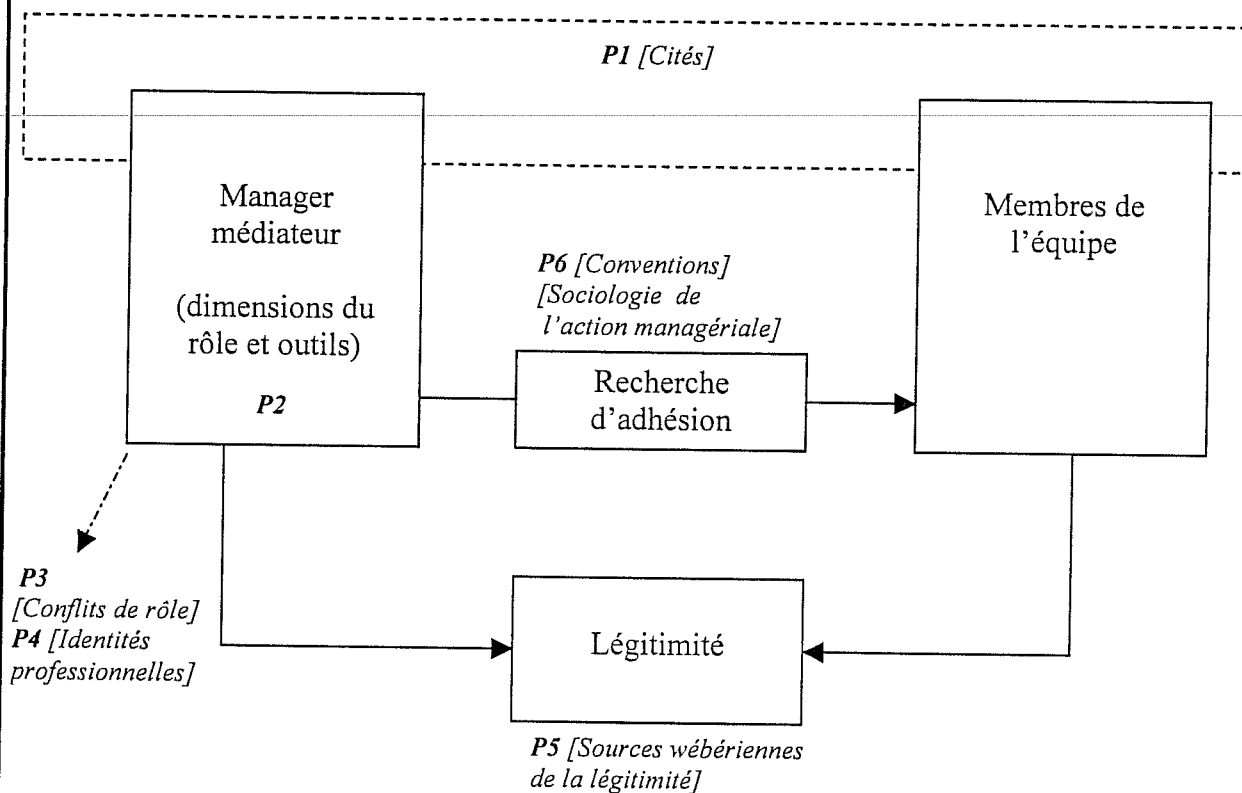 P1 [Cités]
Manager
médiateur
(dimensions du
rôle et outils)
P2
Membres de
l'équipe
P6 [Conventions]
[Sociologie de
l'action managériale]
Recherche
d'adhésion
P3
[Conflits de rôle]
P4 [Identités
professionnelles]
Légitimité
P5 [Sources wébériennes
de la légitimité]